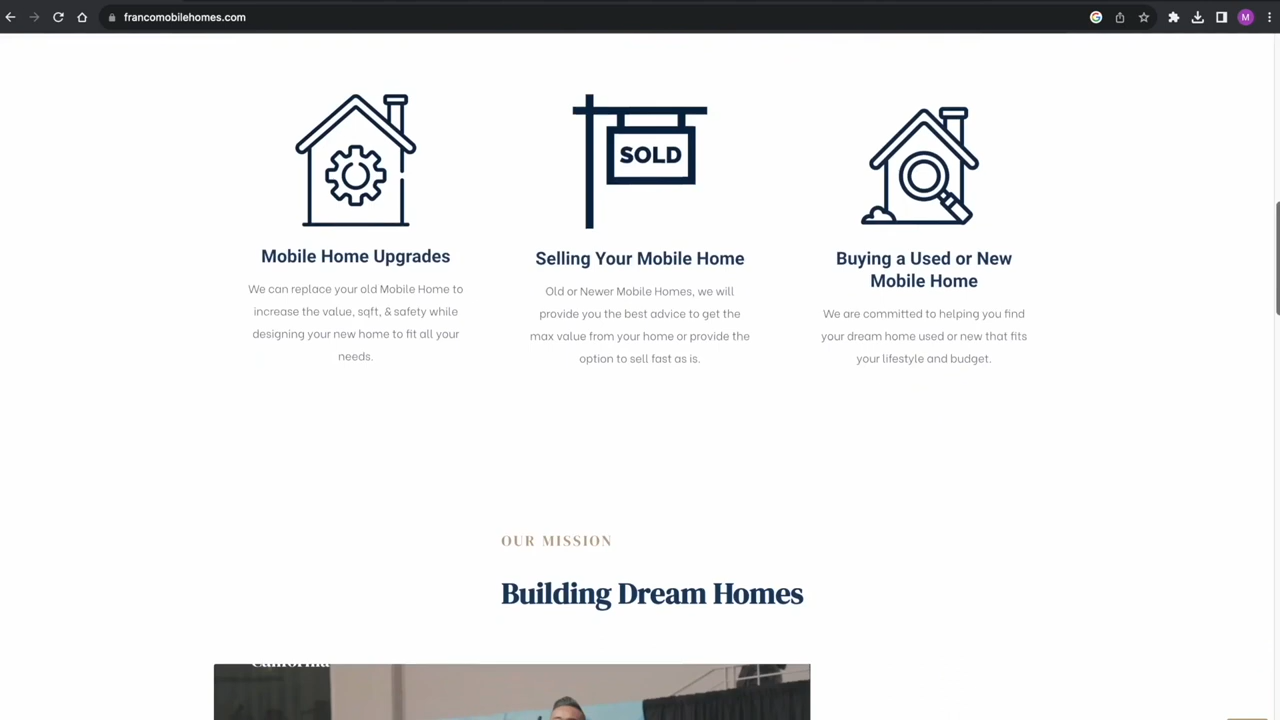 francomobilehomes.com
M
SOLD
Mobile Home Upgrades
We can replace your old Mobile Home to
increase the value, sqft, & safety while
designing your new home to fit all your
needs.
Selling Your Mobile Home
Old or Newer Mobile Homes, we will
provide you the best advice to get the
max value from your home or provide the
option to sell fast as is.
Buying a Used or New
Mobile Home
We are committed to helping you find
your dream home used or new that fits
your lifestyle and budget.
OUR MISSION
Building Dream Homes
California